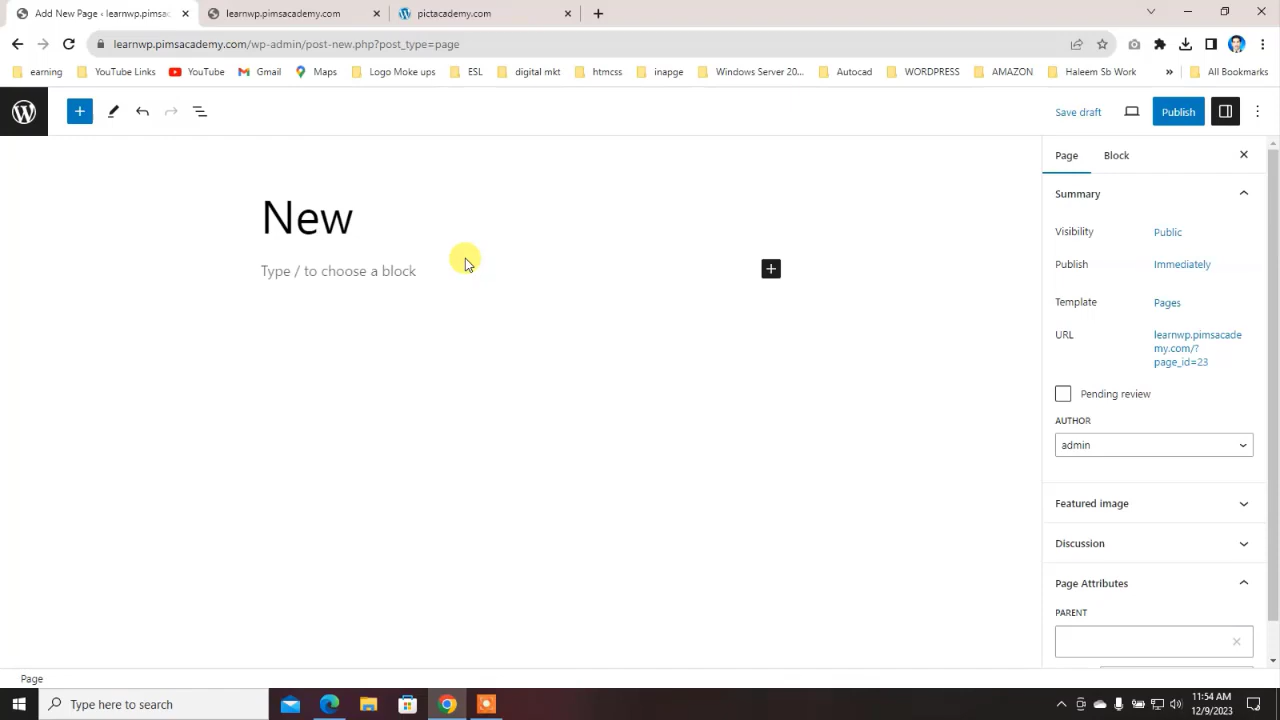 Add New Page ‹ learnwp.pimsac
learnwp.pimsacademy.com
pictacademy.com
learnwp.pimsacademy.com/wp-admin/post-new.php?post_type=page
earning
YouTube Links
YouTube
Gmail
Maps
Logo Moke ups
ESL
digital mkt
htmcss
inapge
Windows Server 20...
Autocad
WORDPRESS
AMAZON
Haleem Sb Work
»
All Bookmarks
Save draft
Publish
Page
Block
New
Type / to choose a block
Summary
Visibility
Public
Publish
Immediately
Template
Pages
URL
learnwp.pimsacade
my.com/?
page_id=23
Pending review
AUTHOR
admin
Featured image
Discussion
Page Attributes
PARENT
Page
Type here to search
11:54 AM
12/9/2023